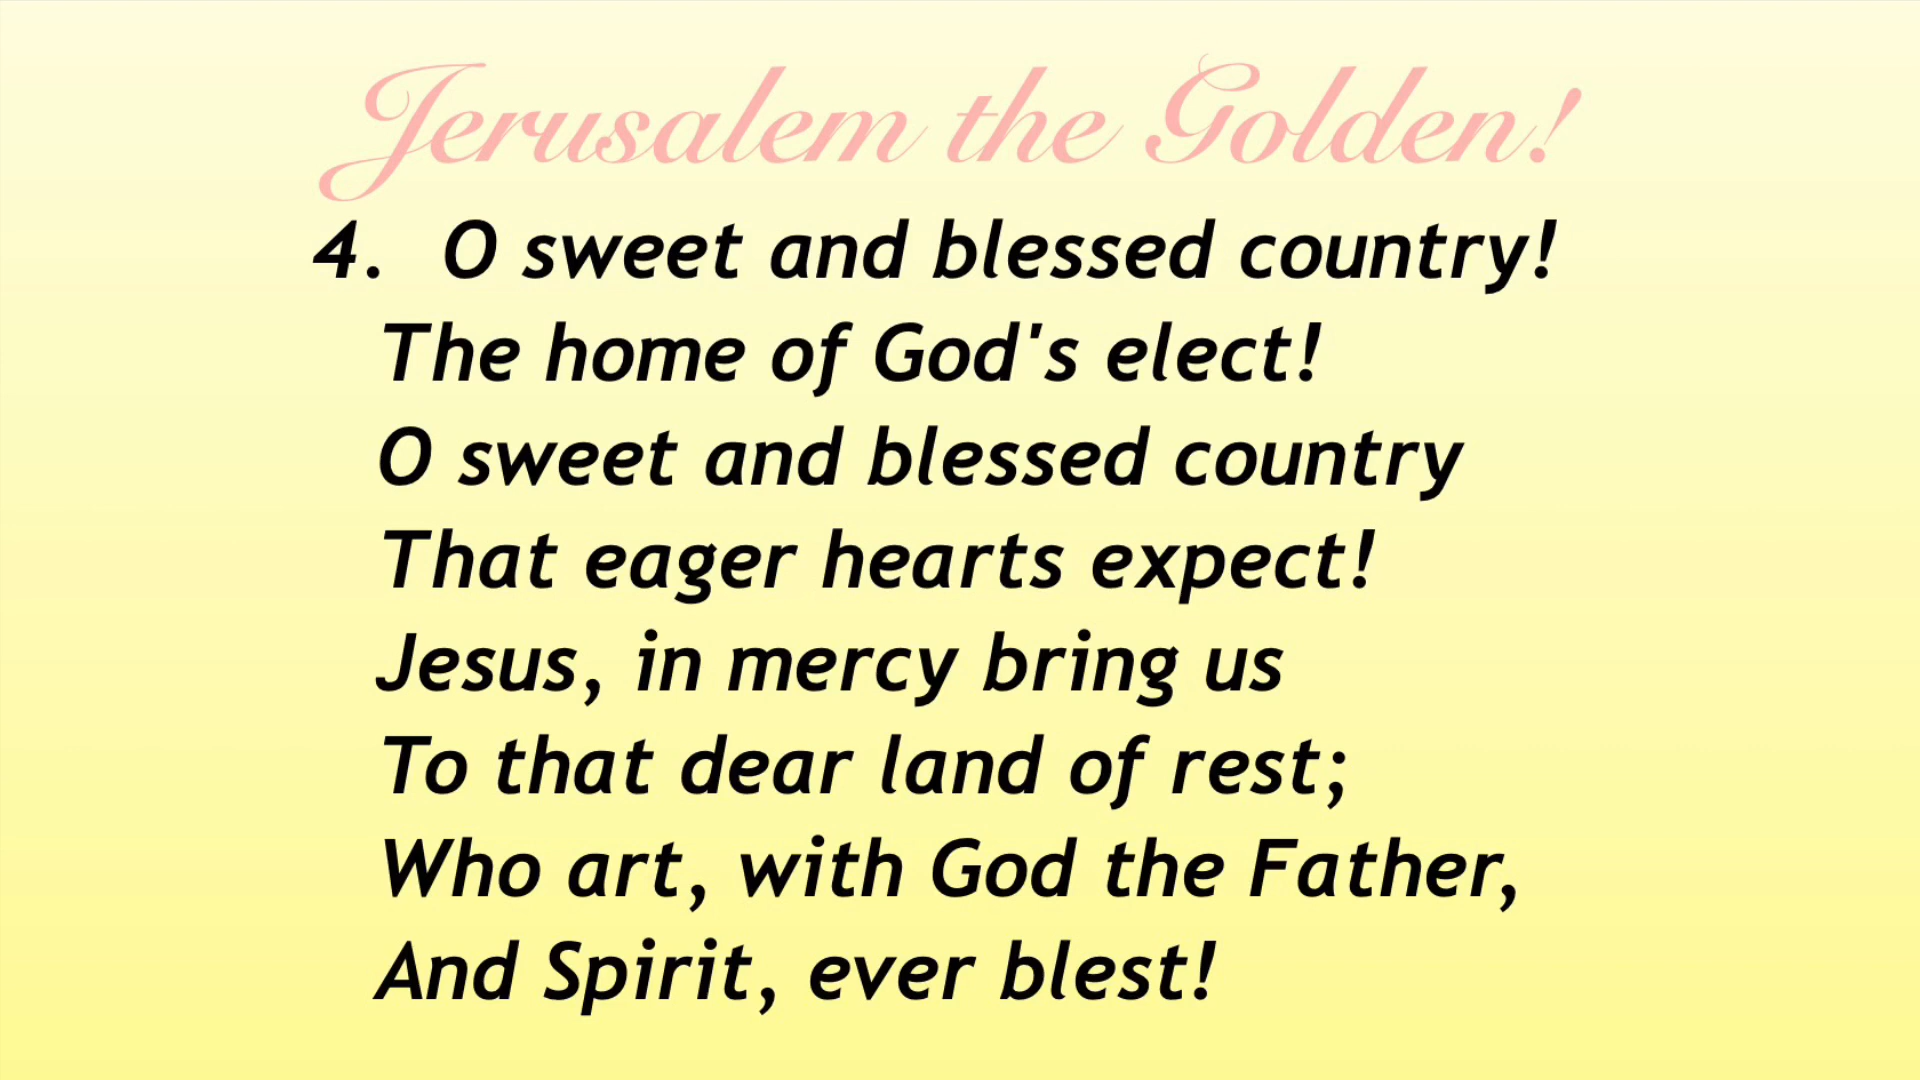 Jerusalem the Golden!
4. O sweet and blessed country!
The home of God's elect!
O sweet and blessed country
That eager hearts expect!
Jesus, in mercy bring us
To that dear land of rest;
Who art, with God the Father,
And Spirit, ever blest!